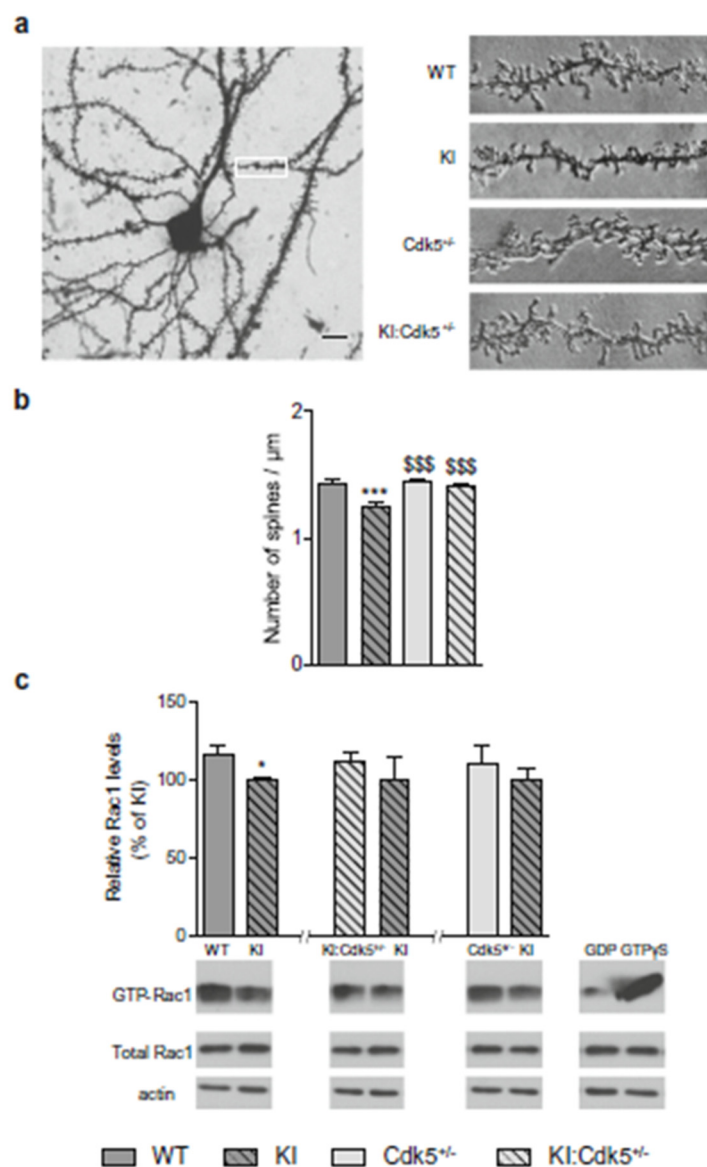 a
WT
KI
Cdk5+/-
KI:Cdk5+/-
b
Number of spines / µm
2
1
0
***
$$$
$$$
c
Relative Rac1 levels
(% of KI)
150
100
50
0
*
WT KI KI:Cdk5+/- KI Cdk5+/- KI GDP GTPγS
GTP-Rac1
Total Rac1
actin
WT KI Cdk5+/- KI:Cdk5+/-